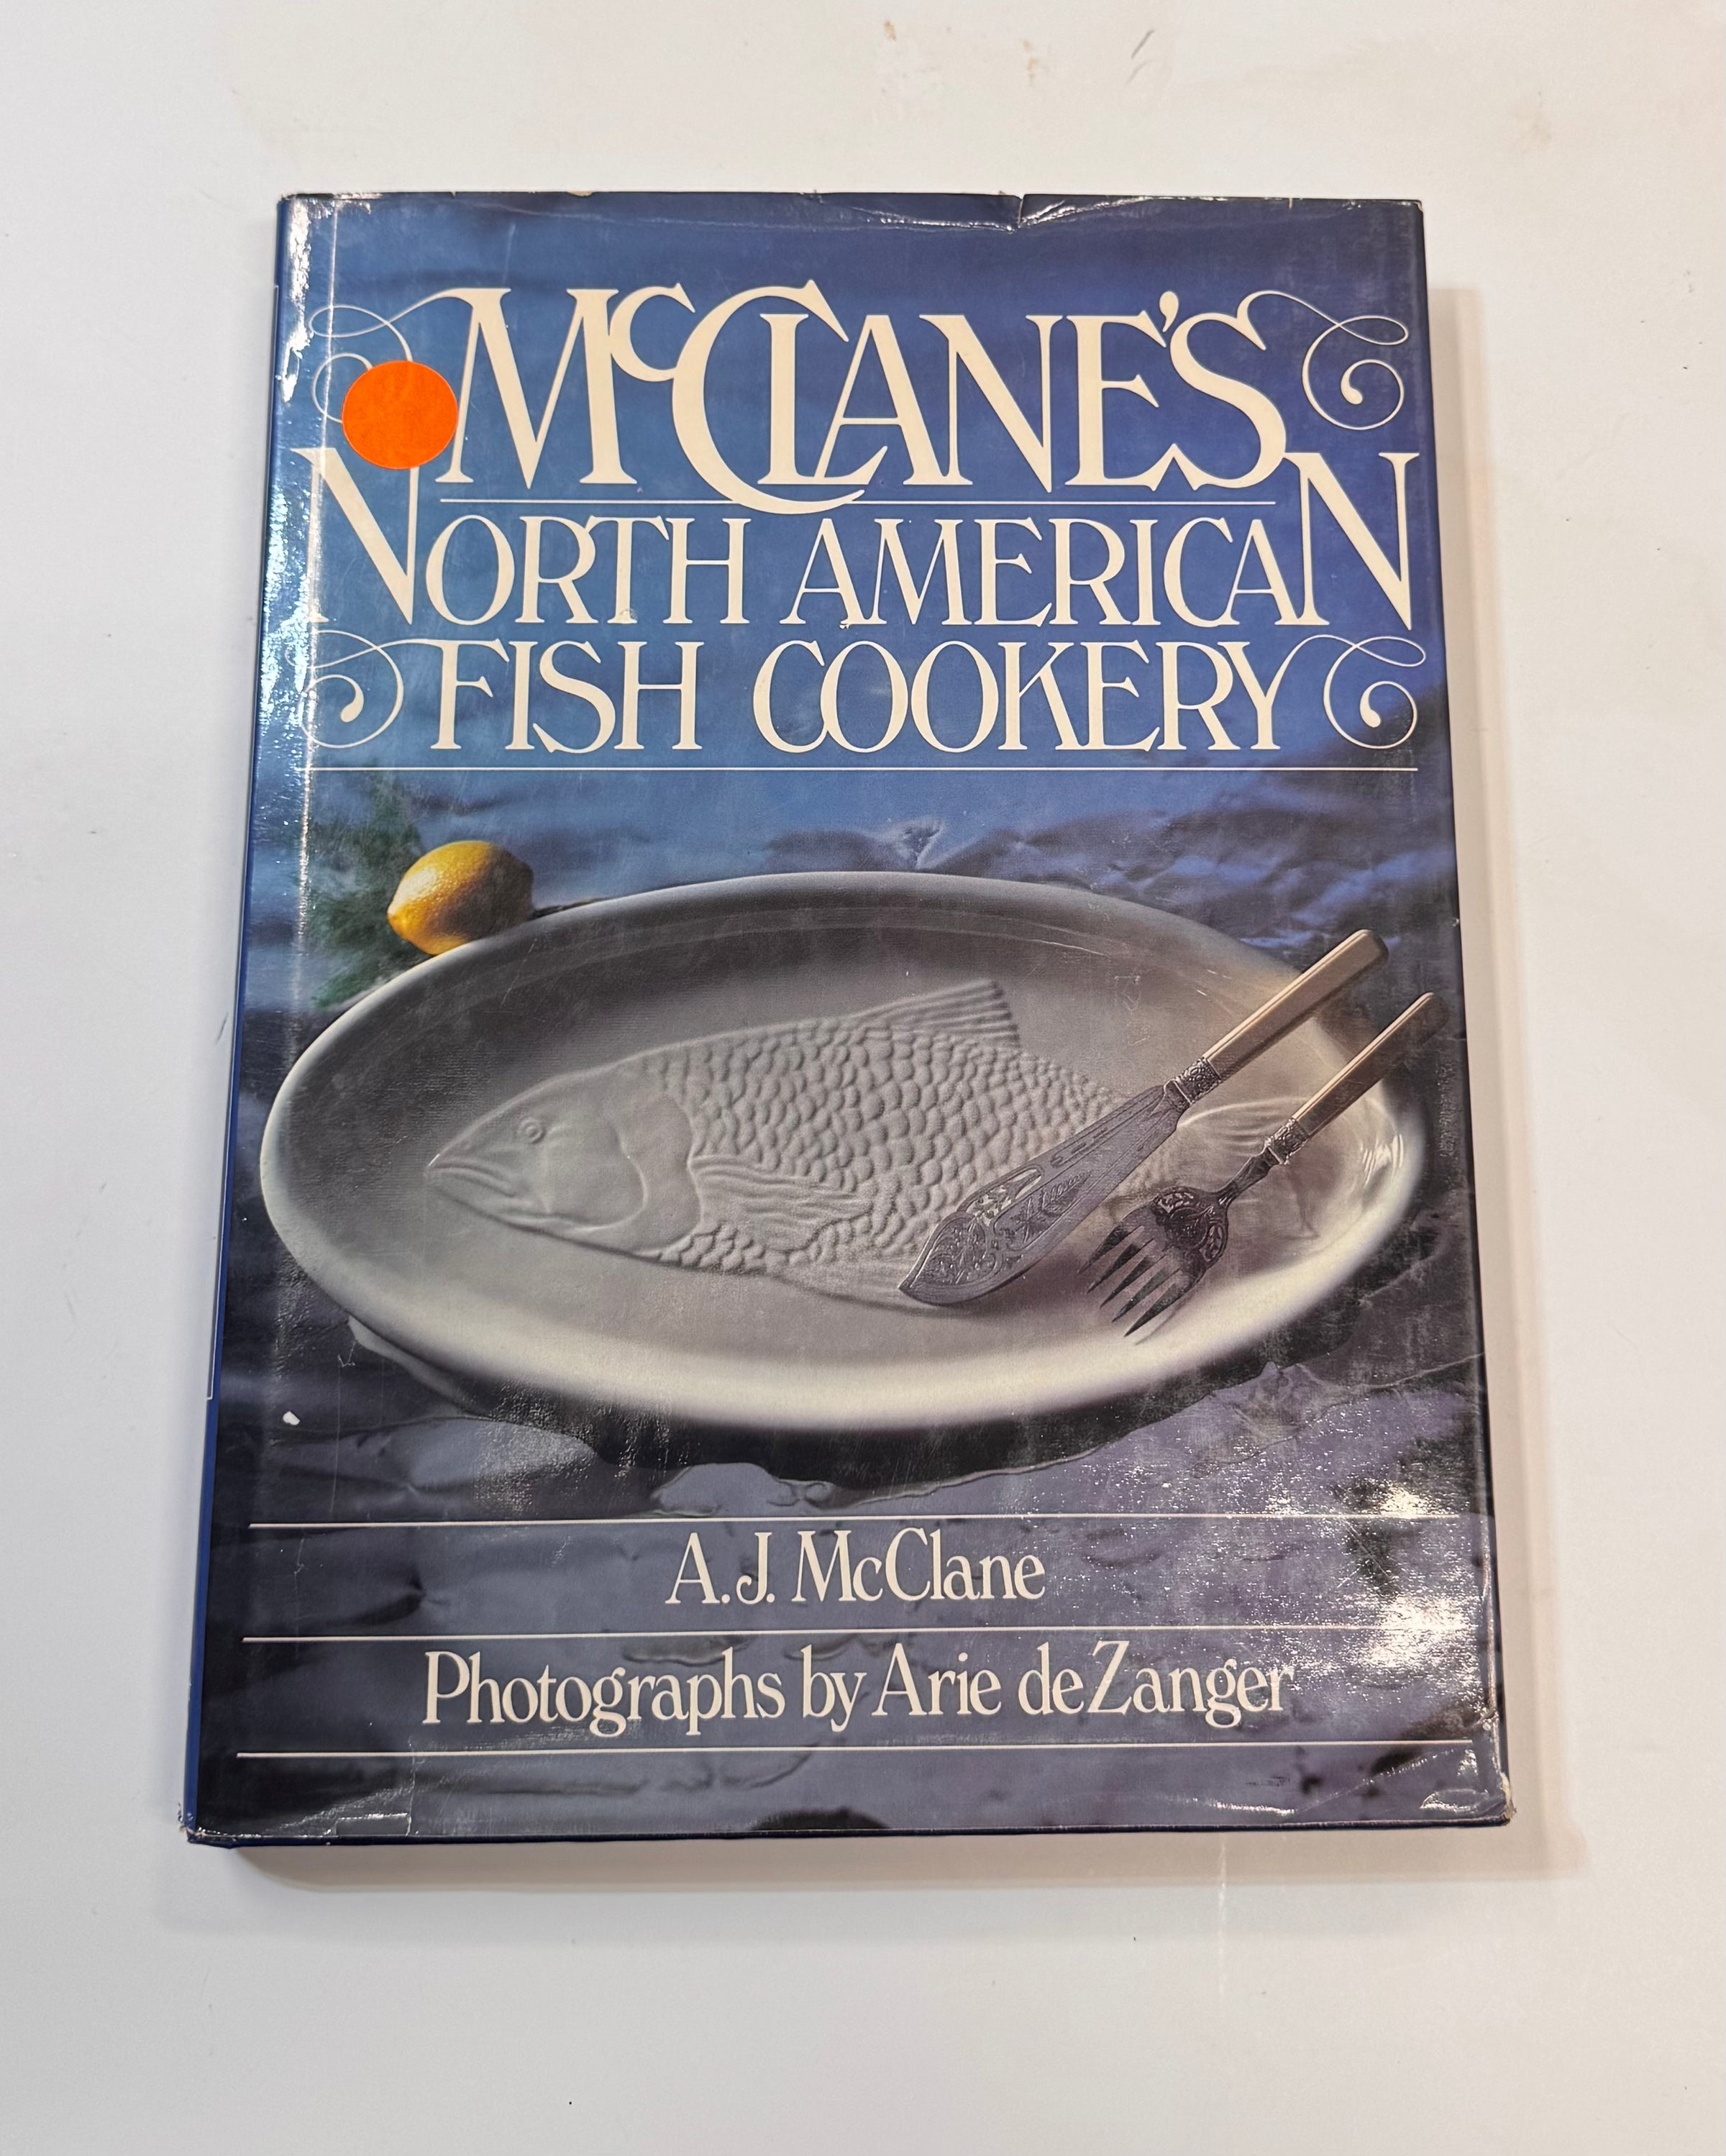 McCLANE'S
NORTH AMERICAN
FISH COOKERY
A.J. McClane
Photographs by Arie deZanger